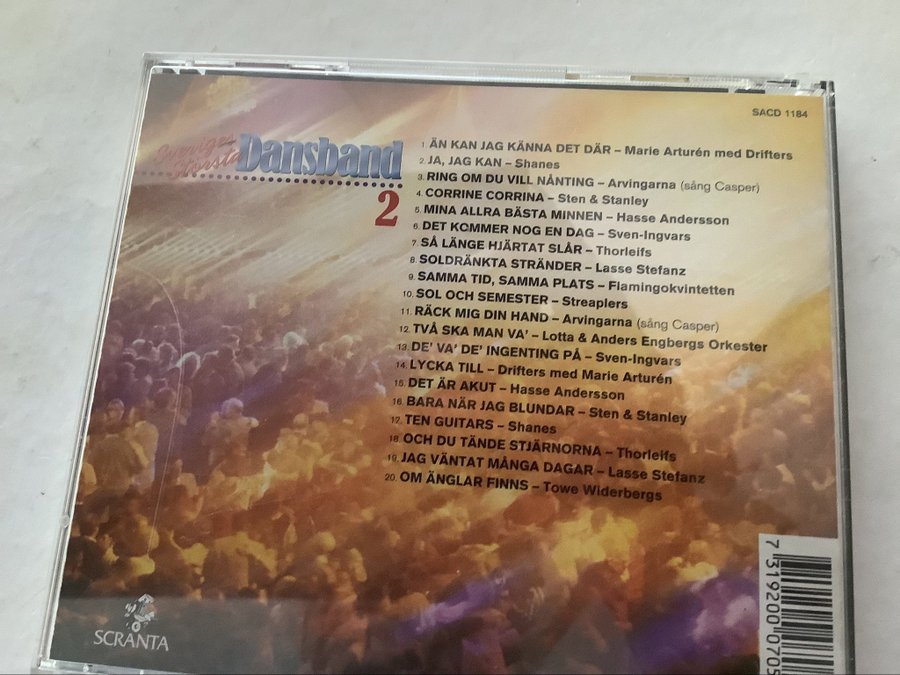 SACD 1184
Sveriges
största
Dansband
2
1. ÄN KAN JAG KÄNNA DET DÄR – Marie Arturén med Drifters
2. JA, JAG KAN – Shanes
3. RING OM DU VILL NÅNTING – Arvingarna (sång Casper)
4. CORRINE CORRINA – Sten & Stanley
5. MINA ALLRA BÄSTA MINNEN – Hasse Andersson
6. DET KOMMER NOG EN DAG – Sven-Ingvars
7. SÅ LÄNGE HJÄRTAT SLÅR – Thorleifs
8. SOLDRÄNKTA STRÄNDER – Lasse Stefanz
9. SAMMA TID, SAMMA PLATS – Flamingokvintetten
10. SOL OCH SEMESTER – Streaplers
11. RÄCK MIG DIN HAND – Arvingarna (sång Casper)
12. TVÅ SKA MAN VA' – Lotta & Anders Engbergs Orkester
13. DE' VA' DE' INGENTING PÅ – Sven-Ingvars
14. LYCKA TILL – Drifters med Marie Arturén
15. DET ÄR AKUT – Hasse Andersson
16. BARA NÄR JAG BLUNDAR – Sten & Stanley
17. TEN GUITARS – Shanes
18. OCH DU TÄNDE STJÄRNORNA – Thorleifs
19. JAG VÄNTAT MÅNGA DAGAR – Lasse Stefanz
20. OM ÄNGLAR FINNS – Towe Widerbergs
SCRANTA
7 319200 0705